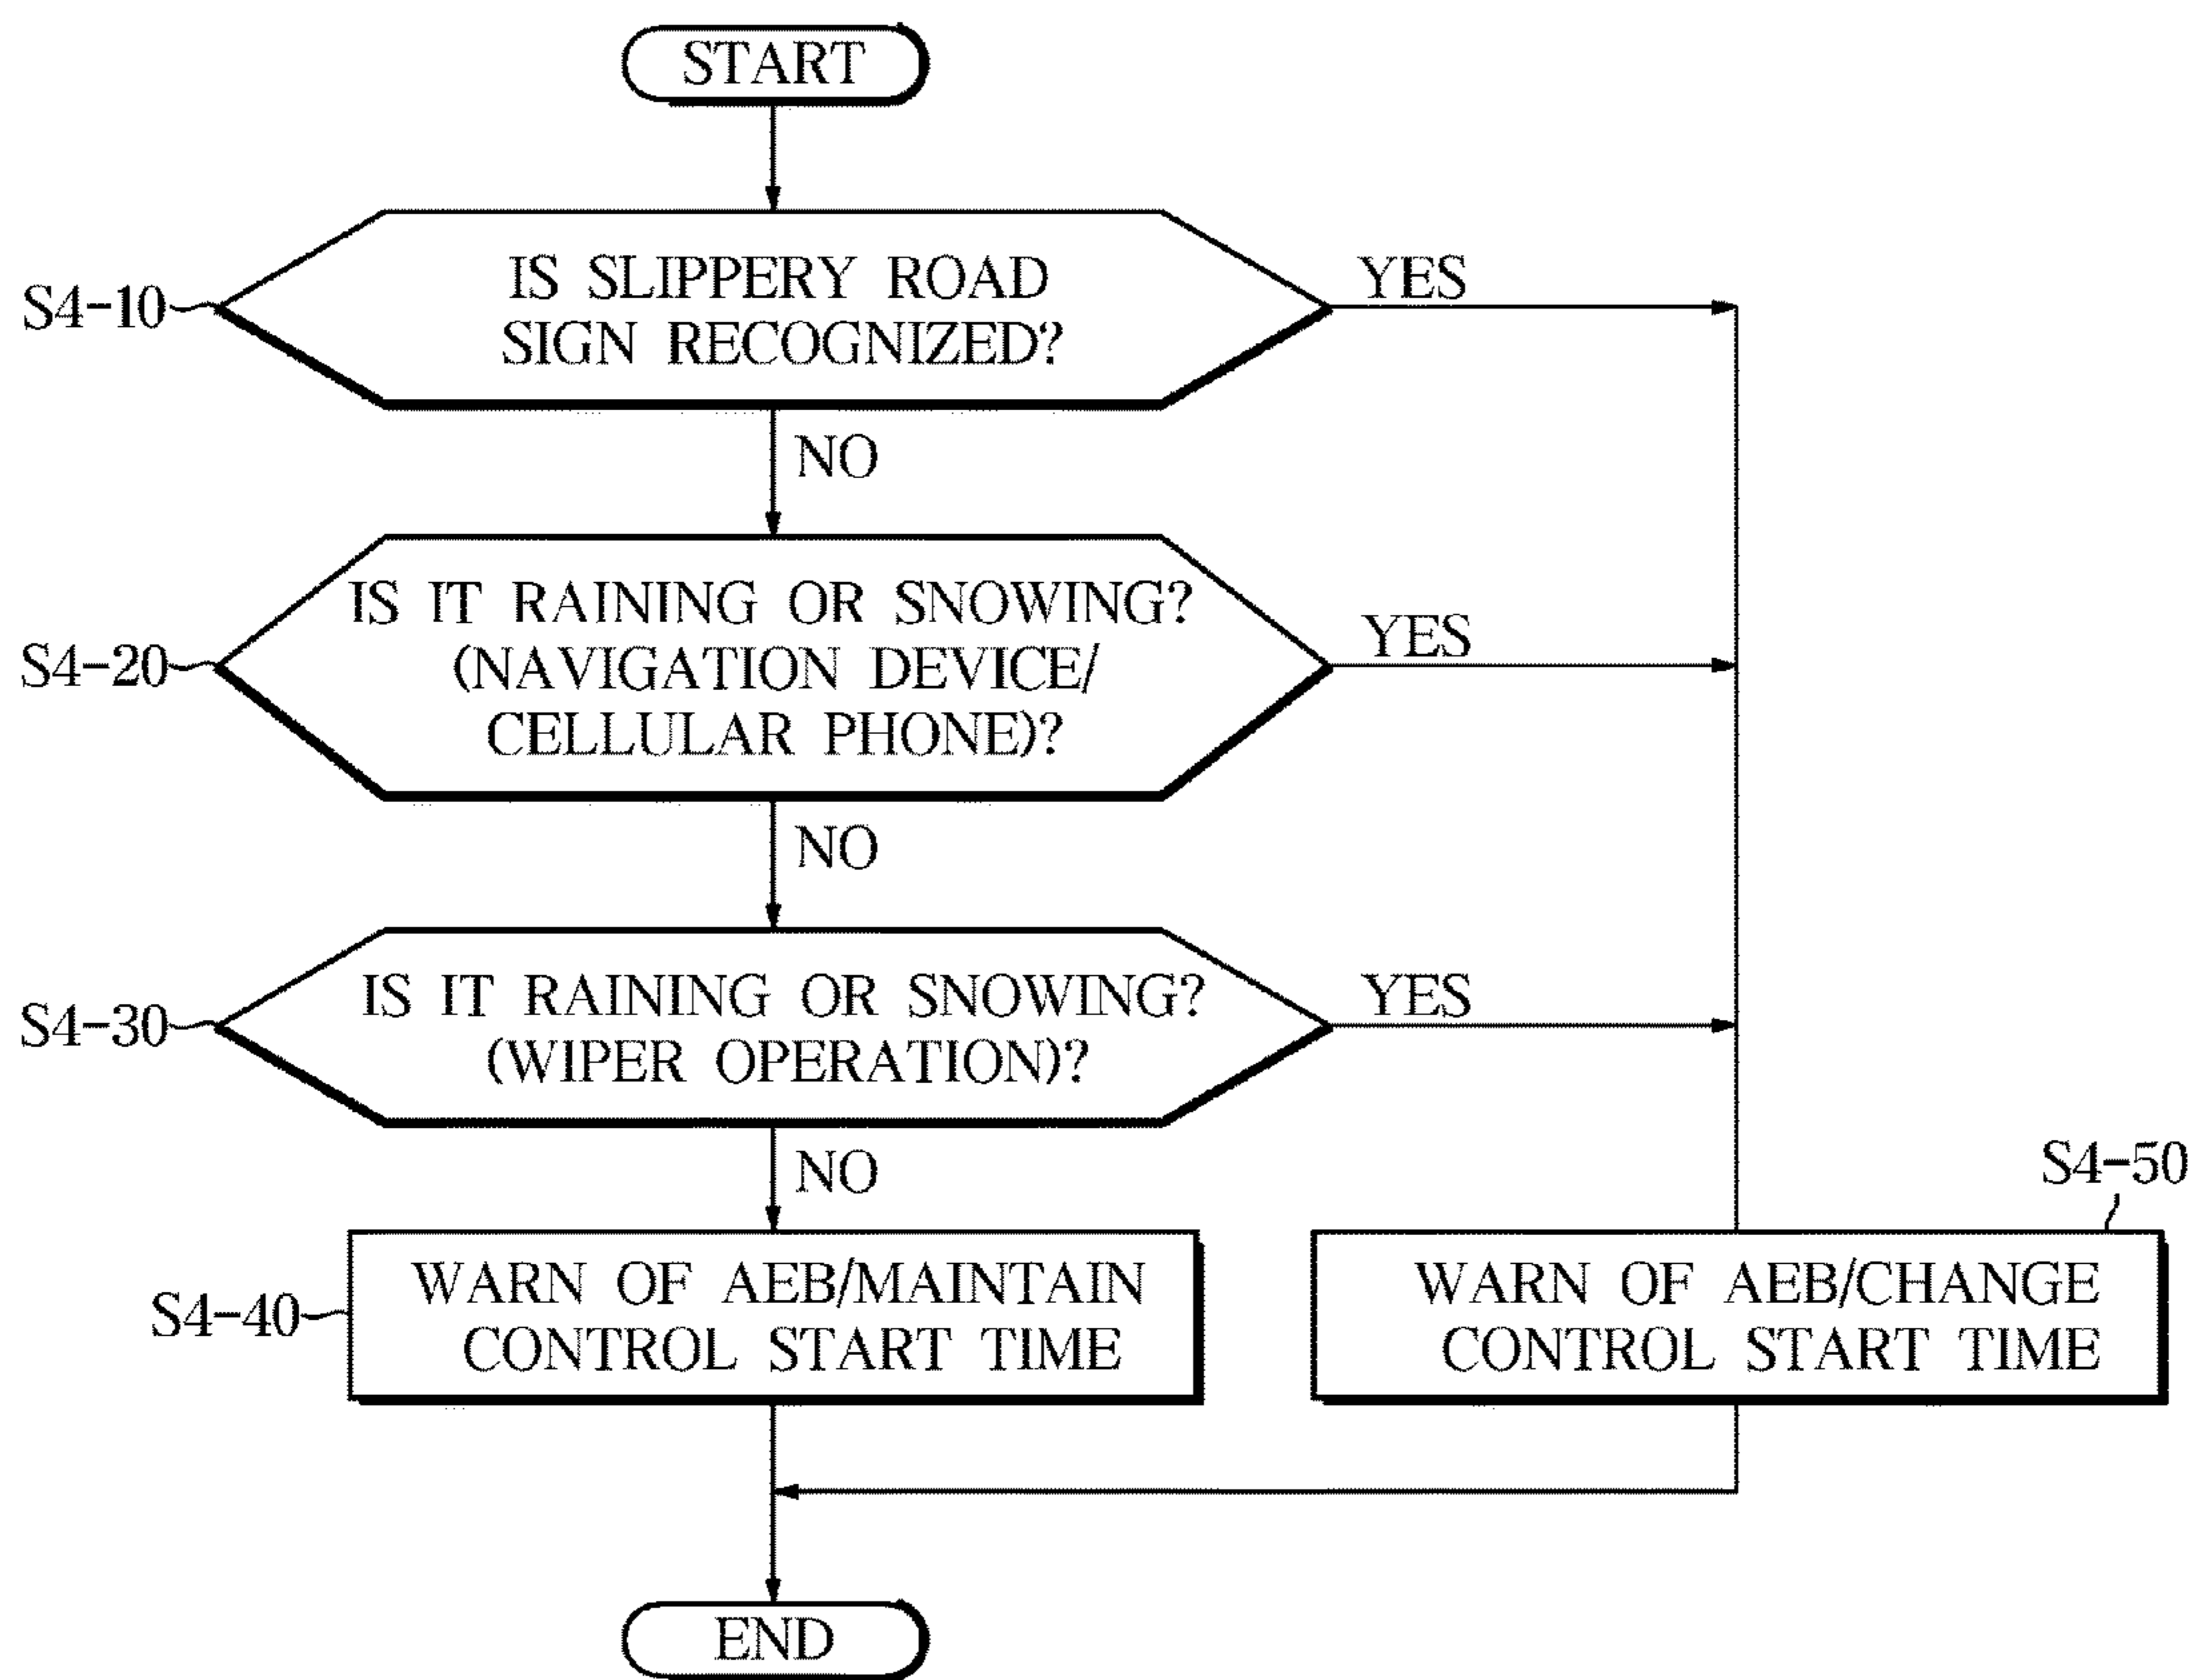 START
S4-10
IS SLIPPERY ROAD
SIGN RECOGNIZED?
YES
NO
S4-20
IS IT RAINING OR SNOWING?
(NAVIGATION DEVICE/
CELLULAR PHONE)?
YES
NO
S4-30
IS IT RAINING OR SNOWING?
(WIPER OPERATION)?
YES
NO
S4-40
WARN OF AEB/MAINTAIN
CONTROL START TIME
S4-50
WARN OF AEB/CHANGE
CONTROL START TIME
END